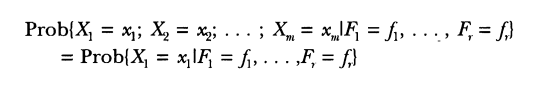 Prob{X₁ = x₁; X₂ = x₂; . . . ; Xₘ = xₘ|F₁ = f₁, . . ., Fᵣ = fᵣ}
= Prob{X₁ = x₁|F₁ = f₁, . . . ,Fᵣ = fᵣ}